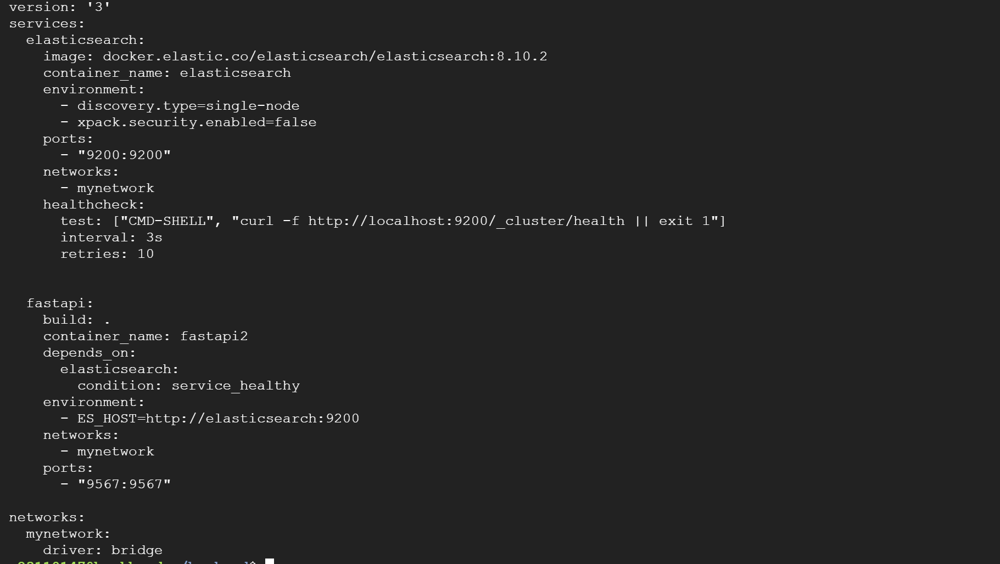 version: '3'
services:
  elasticsearch:
    image: docker.elastic.co/elasticsearch/elasticsearch:8.10.2
    container_name: elasticsearch
    environment:
      - discovery.type=single-node
      - xpack.security.enabled=false
    ports:
      - "9200:9200"
    networks:
      - mynetwork
    healthcheck:
      test: ["CMD-SHELL", "curl -f http://localhost:9200/_cluster/health || exit 1"]
      interval: 3s
      retries: 10
  fastapi:
    build: .
    container_name: fastapi2
    depends_on:
      elasticsearch:
        condition: service_healthy
    environment:
      - ES_HOST=http://elasticsearch:9200
    networks:
      - mynetwork
    ports:
      - "9567:9567"
networks:
  mynetwork:
    driver: bridge